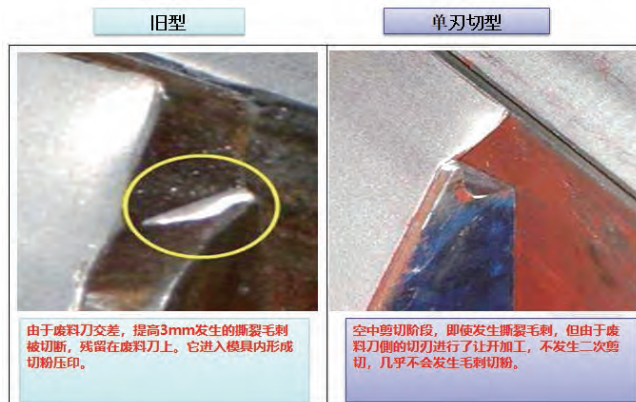 旧型
单刃切型
由于废料刀交差，提高3mm发生的撕裂毛刺
被切断，残留在废料刀上。它进入模具内形成
切粉压印。
空中剪切阶段，即使发生撕裂毛刺，但由于废
料刀侧的切刃进行了让开加工，不发生二次剪
切，几乎不会发生毛刺切粉。